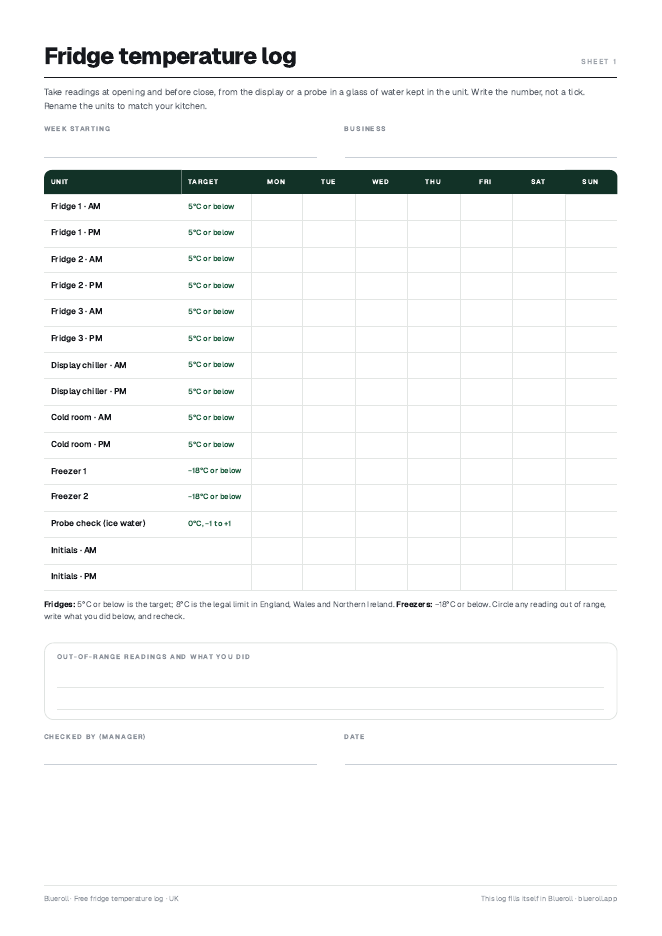 Fridge temperature log
SHEET 1
Take readings at opening and before close, from the display or a probe in a glass of water kept in the unit. Write the number, not a tick.
Rename the units to match your kitchen.
WEEK STARTING
BUSINESS
UNIT TARGET MON TUE WED THU FRI SAT SUN
Fridge 1 · AM 5°C or below
Fridge 1 · PM 5°C or below
Fridge 2 · AM 5°C or below
Fridge 2 · PM 5°C or below
Fridge 3 · AM 5°C or below
Fridge 3 · PM 5°C or below
Display chiller · AM 5°C or below
Display chiller · PM 5°C or below
Cold room · AM 5°C or below
Cold room · PM 5°C or below
Freezer 1 −18°C or below
Freezer 2 −18°C or below
Probe check (ice water) 0°C, −1 to +1
Initials · AM
Initials · PM
Fridges: 5°C or below is the target; 8°C is the legal limit in England, Wales and Northern Ireland. Freezers: −18°C or below. Circle any reading out of range,
write what you did below, and recheck.
OUT-OF-RANGE READINGS AND WHAT YOU DID
CHECKED BY (MANAGER)
DATE
Blueroll · Free fridge temperature log · UK
This log fills itself in Blueroll · blueroll.app